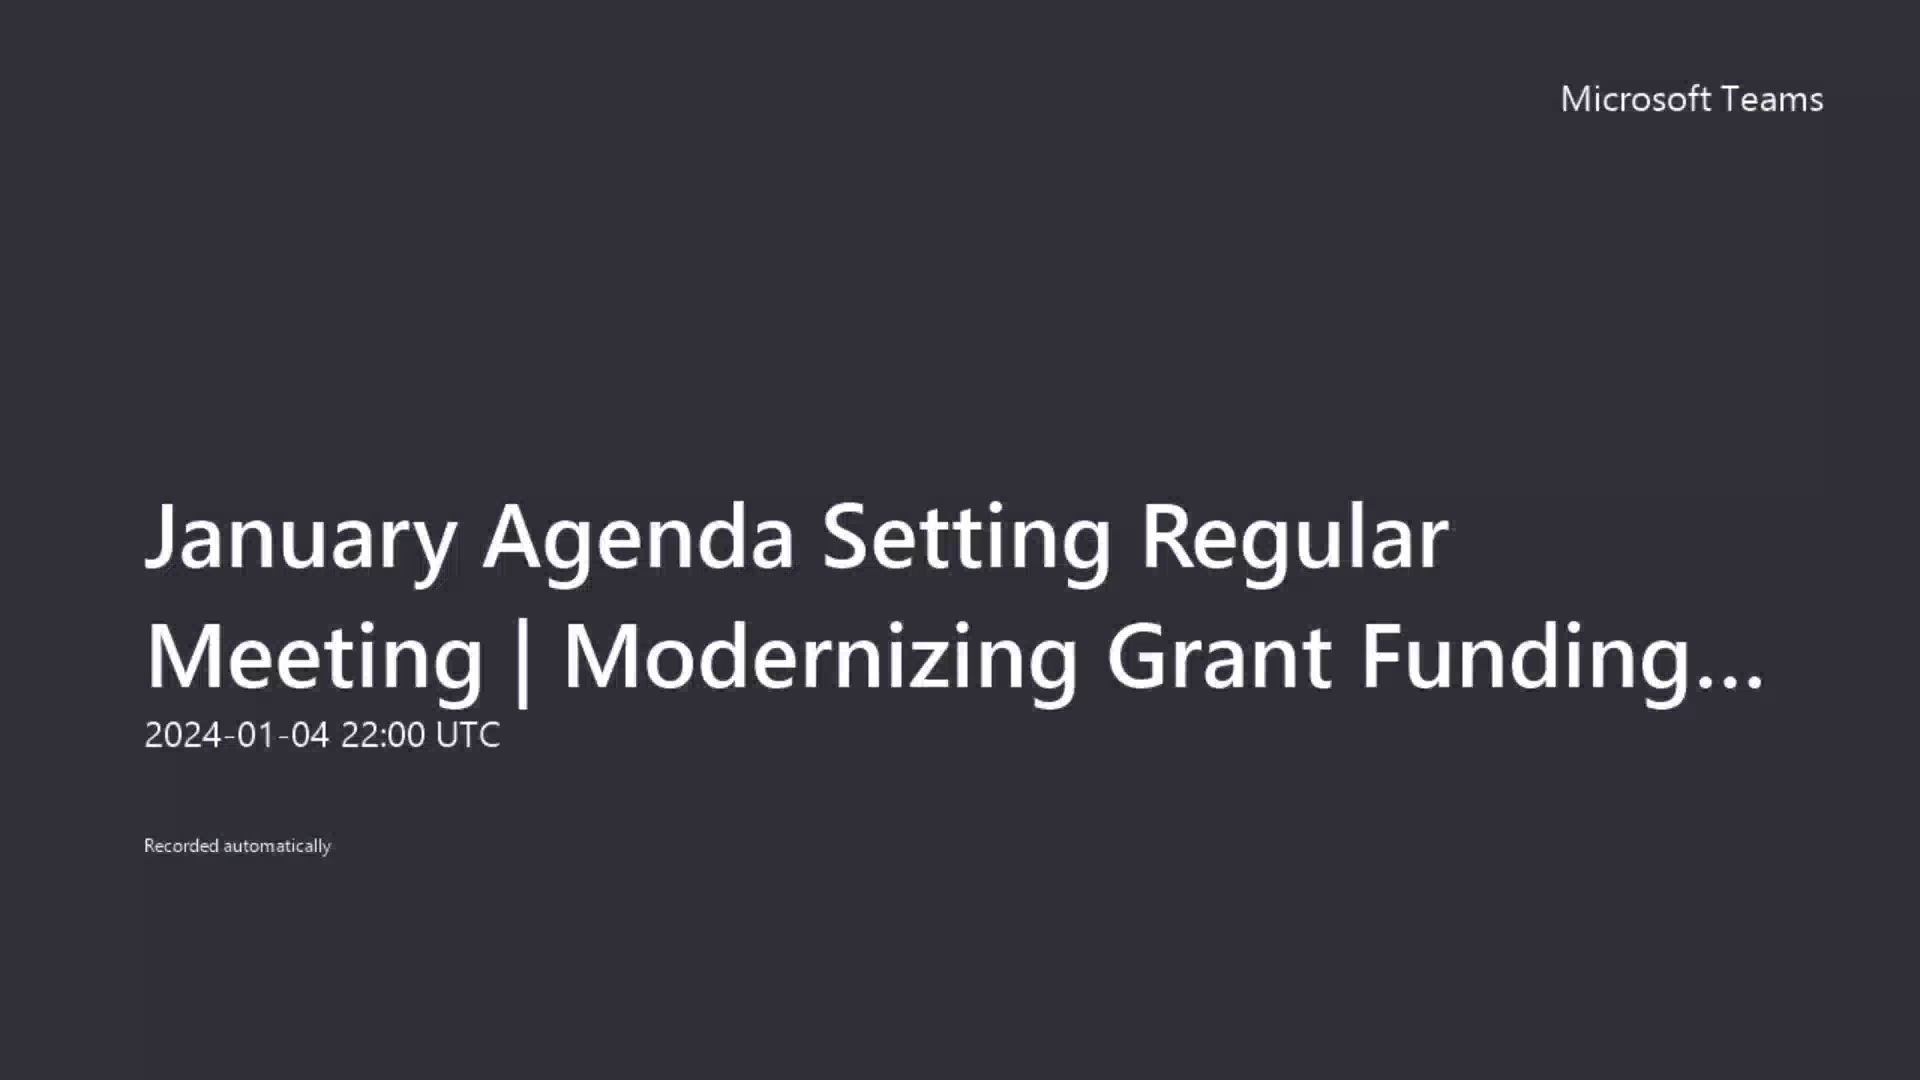 Microsoft Teams
January Agenda Setting Regular
Meeting | Modernizing Grant Funding...
2024-01-04 22:00 UTC
Recorded automatically